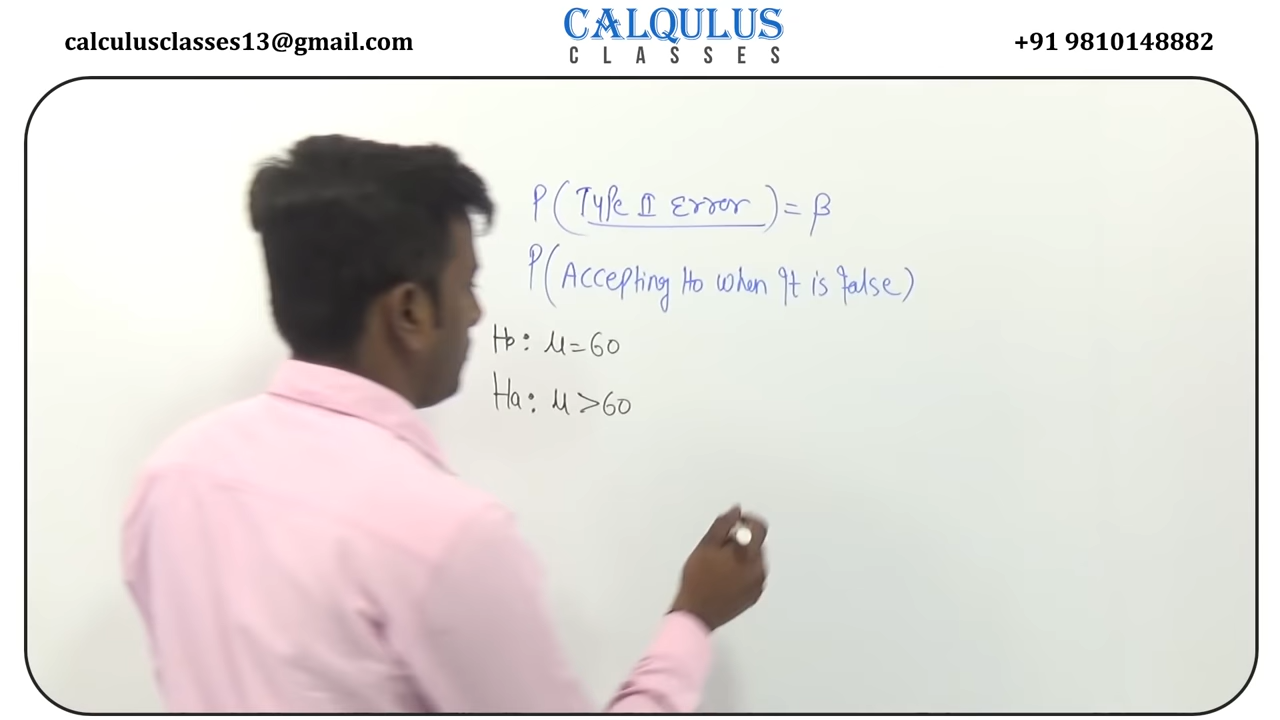 calculusclasses13@gmail.com
CALQULUS
CLASSES
+91 9810148882
P(Type II Error) = β
P(Accepting Ho when It is false)
Ho: μ=60
Ha: μ>60